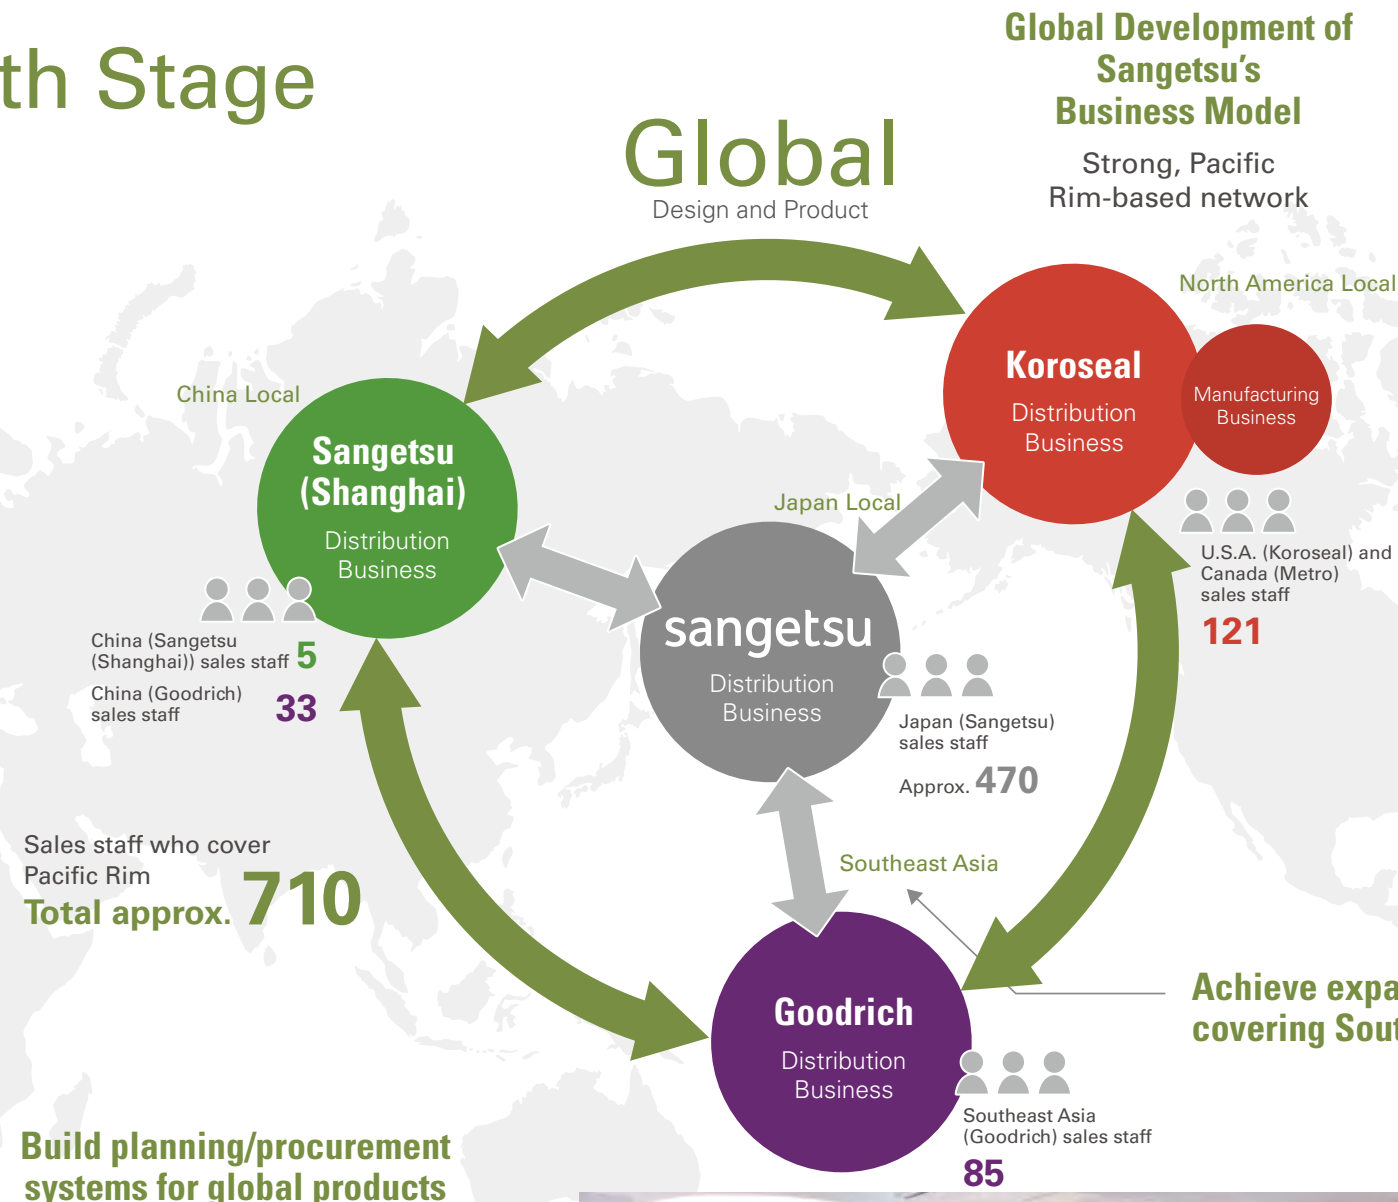 th Stage
Global Development of
Sangetsu's
Business Model
Strong, Pacific
Rim-based network
Global
Design and Product
North America Local
Koroseal
Distribution
Business
Manufacturing
Business
China Local
Sangetsu
(Shanghai)
Distribution
Business
Japan Local
sangetsu
Distribution
Business
U.S.A. (Koroseal) and
Canada (Metro)
sales staff
121
China (Sangetsu
(Shanghai)) sales staff 5
China (Goodrich)
sales staff 33
Japan (Sangetsu)
sales staff
Approx. 470
Sales staff who cover
Pacific Rim
Total approx. 710
Southeast Asia
Achieve expa
covering Sout
Goodrich
Distribution
Business
Southeast Asia
(Goodrich) sales staff
85
Build planning/procurement
systems for global products